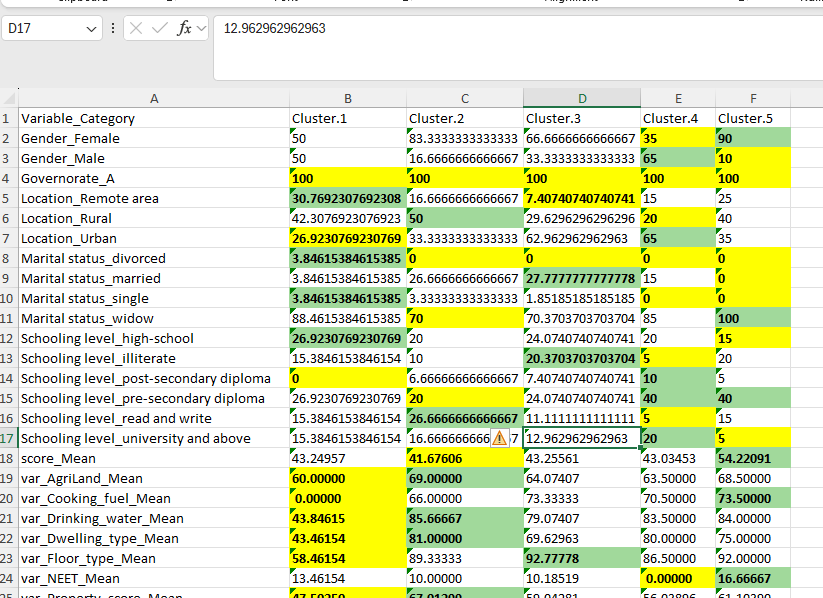 D17 fx 12.962962962963
A B C D E F
1 Variable_Category Cluster.1 Cluster.2 Cluster.3 Cluster.4 Cluster.5
2 Gender_Female 50 83.3333333333333 66.6666666666667 35 90
3 Gender_Male 50 16.6666666666667 33.3333333333333 65 10
4 Governorate_A 100 100 100 100 100
5 Location_Remote area 30.7692307692308 16.6666666666667 7.40740740740741 15 25
6 Location_Rural 42.3076923076923 50 29.6296296296296 20 40
7 Location_Urban 26.9230769230769 33.3333333333333 62.962962962963 65 35
8 Marital status_divorced 3.84615384615385 0 0 0 0
9 Marital status_married 3.84615384615385 26.6666666666667 27.7777777777778 15 0
10 Marital status_single 3.84615384615385 3.33333333333333 1.85185185185185 0 0
11 Marital status_widow 88.4615384615385 70 70.3703703703704 85 100
12 Schooling level_high-school 26.9230769230769 20 24.0740740740741 20 15
13 Schooling level_illiterate 15.3846153846154 10 20.3703703703704 5 20
14 Schooling level_post-secondary diploma 0 6.66666666666667 7.40740740740741 10 5
15 Schooling level_pre-secondary diploma 26.9230769230769 20 24.0740740740741 40 40
16 Schooling level_read and write 15.3846153846154 26.6666666666667 11.1111111111111 5 15
17 Schooling level_university and above 15.3846153846154 16.666666666 7 12.962962962963 20 5
18 score_Mean 43.24957 41.67606 43.25561 43.03453 54.22091
19 var_AgriLand_Mean 60.00000 69.00000 64.07407 63.50000 68.50000
20 var_Cooking_fuel_Mean 0.00000 66.00000 73.33333 70.50000 73.50000
21 var_Drinking_water_Mean 43.84615 85.66667 79.07407 83.50000 84.00000
22 var_Dwelling_type_Mean 43.46154 81.00000 69.62963 80.00000 75.00000
23 var_Floor_type_Mean 58.46154 89.33333 92.77778 86.50000 92.00000
24 var_NEET_Mean 13.46154 10.00000 10.18519 0.00000 16.66667